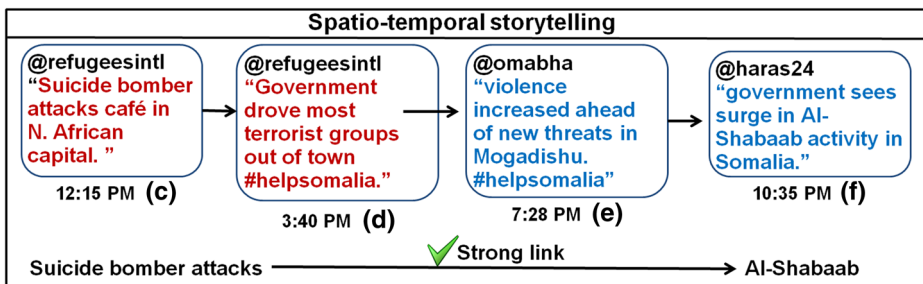 Spatio-temporal storytelling
@refugeesintl
“Suicide bomber
attacks café in
N. African
capital. ”
12:15 PM (c)
@refugeesintl
“Government
drove most
terrorist groups
out of town
#helpsomalia.”
3:40 PM (d)
@omabha
“violence
increased ahead
of new threats in
Mogadishu.
#helpsomalia”
7:28 PM (e)
@haras24
“government sees
surge in Al-
Shabaab activity in
Somalia.”
10:35 PM (f)
Suicide bomber attacks
Strong link
Al-Shabaab